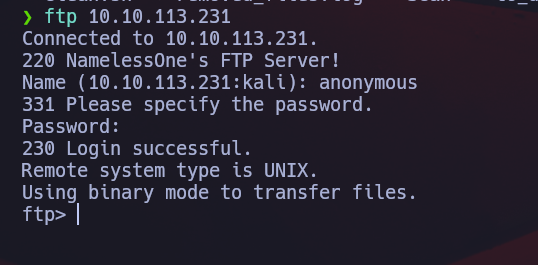 ❯ ftp 10.10.113.231
Connected to 10.10.113.231.
220 NamelessOne's FTP Server!
Name (10.10.113.231:kali): anonymous
331 Please specify the password.
Password:
230 Login successful.
Remote system type is UNIX.
Using binary mode to transfer files.
ftp>